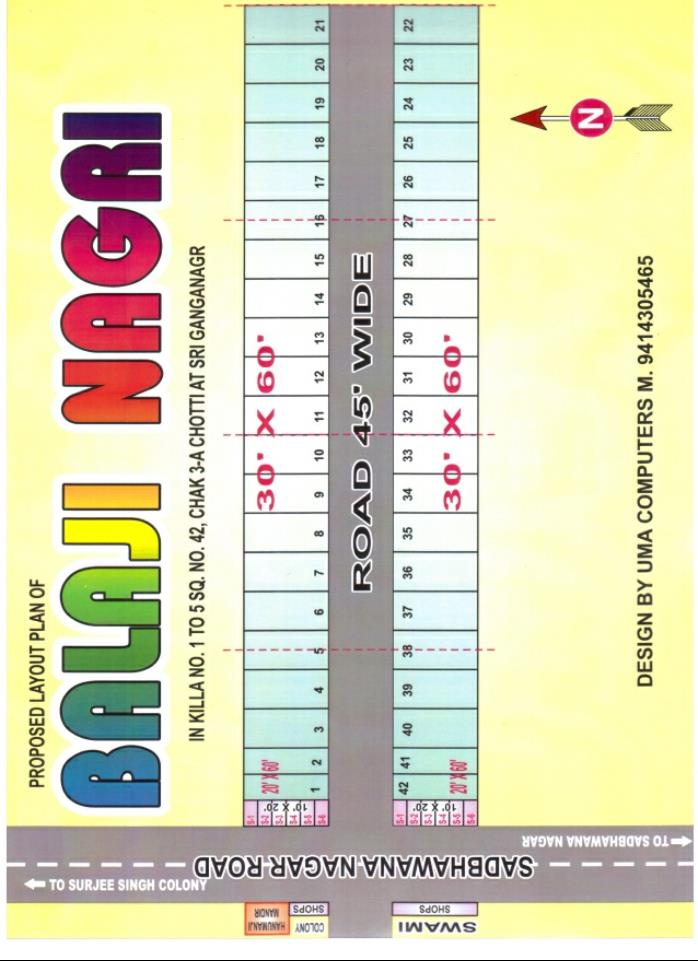 PROPOSED LAYOUT PLAN OF
BALAJI NAGRI
IN KILLA NO. 1 TO 5 SQ. NO. 42, CHAK 3-A CHOTTI AT SRI GANGANAGR
1 2 3 4 5 6 7 8 9 10 11 12 13 14 15 16 17 18 19 20 21
20' X 60'
30' X 60'
S-1
S-2
S-3
S-4
S-5
S-6
10' X 20'
ROAD 45' WIDE
42 41 40 39 38 37 36 35 34 33 32 31 30 29 28 27 26 25 24 23 22
20' X 60'
30' X 60'
S-1
S-2
S-3
S-4
S-5
S-6
10' X 20'
N
SADBHAWANA NAGAR ROAD
TO SURJEE SINGH COLONY
TO SADBHAWANA NAGAR
HANUMANJI
MANDIR
COLONY
SHOPS
SWAMI
SHOPS
DESIGN BY UMA COMPUTERS M. 9414305465